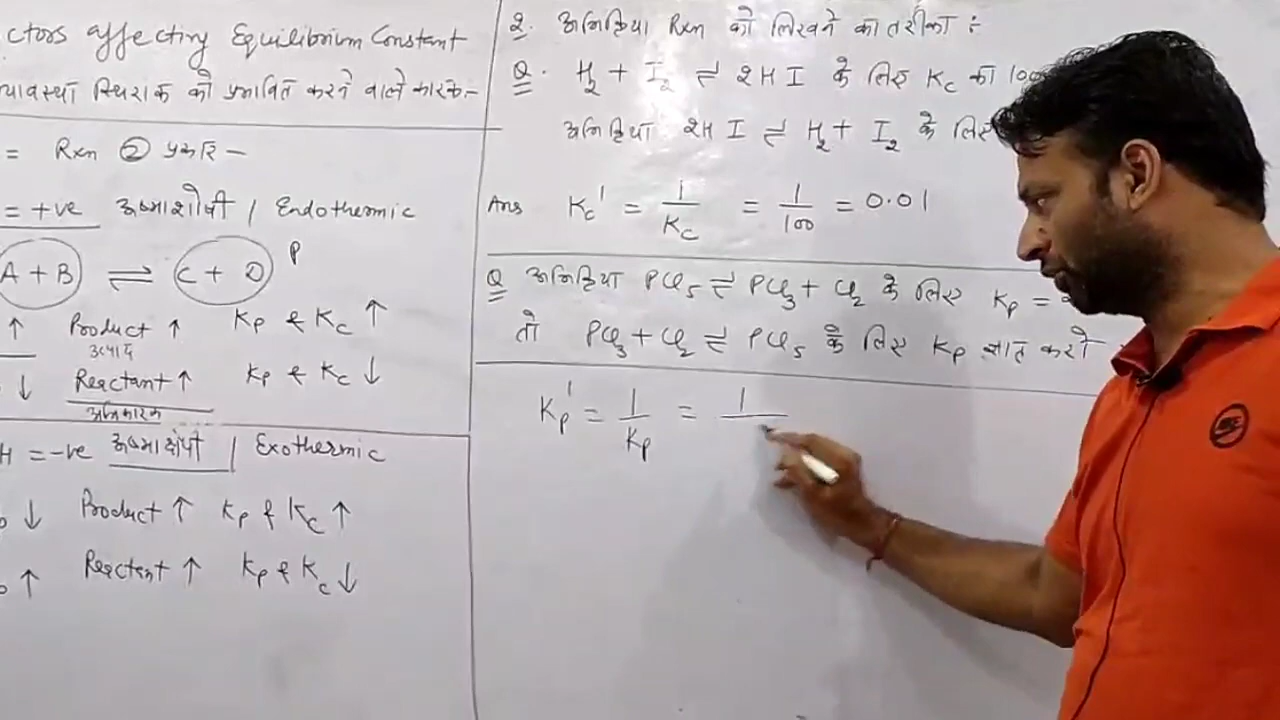 ctors affecting Equilibrium Constant
स्थिरांक को प्रभावित करने वाले कारक:-
= Rxn ② प्रकार -
= +ve ऊष्माशोषी / Endothermic
A + B ⇌ C + D P
↑ Product ↑ Kp & Kc ↑
उत्पाद
↓ Reactant ↑ Kp & Kc ↓
अभिकारक
H = -ve ऊष्माक्षेपी / Exothermic
↓ Product ↑ Kp & Kc ↑
↑ Reactant ↑ Kp & Kc ↓
2. अभिक्रिया Rxn को लिखने का तरीका :
Q. H2 + I2 ⇌ 2HI के लिए Kc का 100
अभिक्रिया 2HI ⇌ H2 + I2 के लिए
Ans Kc' = 1/Kc = 1/100 = 0.01
Q अभिक्रिया PCl5 ⇌ PCl3 + Cl2 के लिए Kp =
तो PCl3 + Cl2 ⇌ PCl5 के लिए Kp ज्ञात करो
Kp' = 1/Kp = 1/